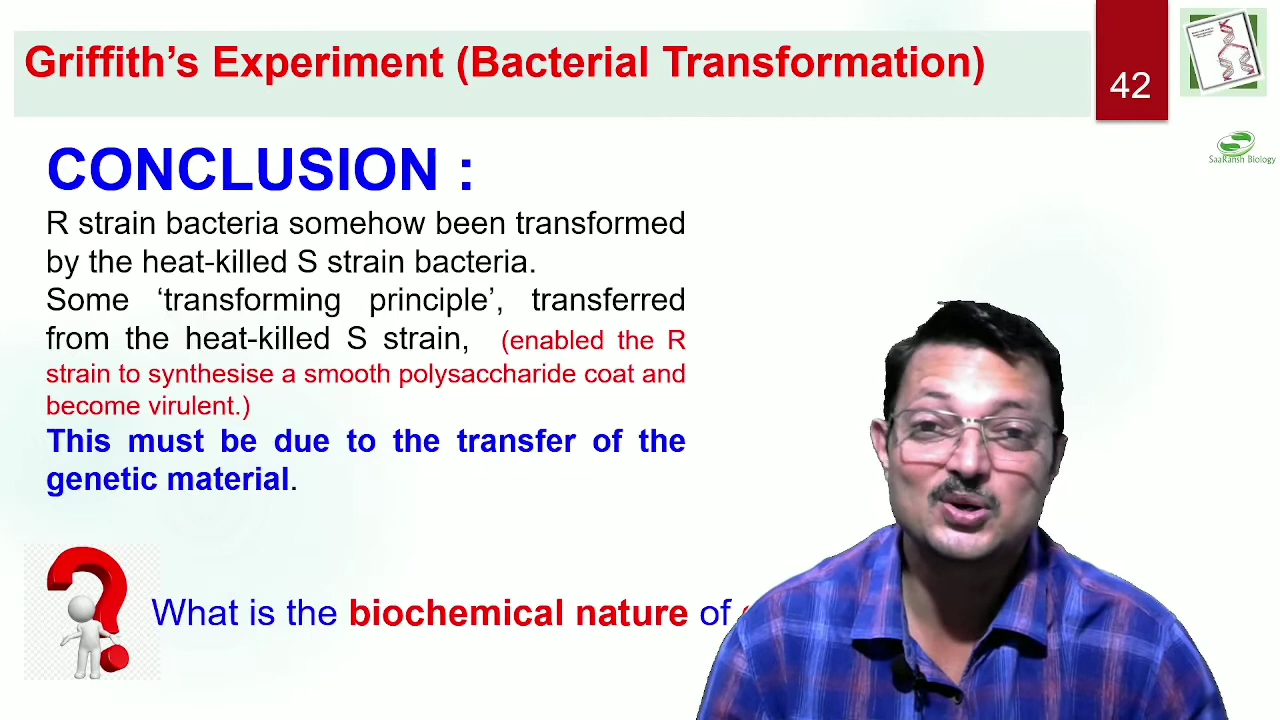 Griffith’s Experiment (Bacterial Transformation)
42
SaaRansh Biology
CONCLUSION :
R strain bacteria somehow been transformed
by the heat-killed S strain bacteria.
Some ‘transforming principle’, transferred
from the heat-killed S strain, (enabled the R
strain to synthesise a smooth polysaccharide coat and
become virulent.)
This must be due to the transfer of the
genetic material.
What is the biochemical nature of